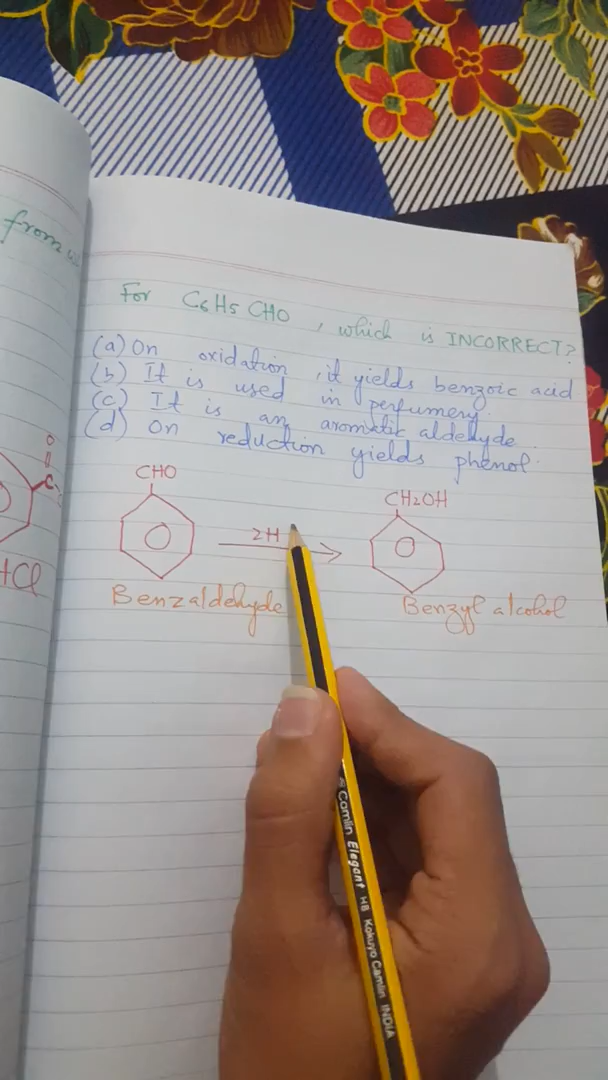 from
For C6H5CHO, which is INCORRECT?
(a) On oxidation, it yields benzoic acid
(b) It is used in perfumery.
(c) It is an aromatic aldehyde.
(d) On reduction yields phenol.
CHO
2H
CH2OH
Benzaldehyde
Benzyl alcohol
O
C
HCl
Camlin Elegant HB Kokuyo Camlin INDIA